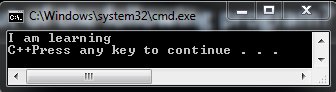 C:\Windows\system32\cmd.exe
I am learning
C++Press any key to continue . . .